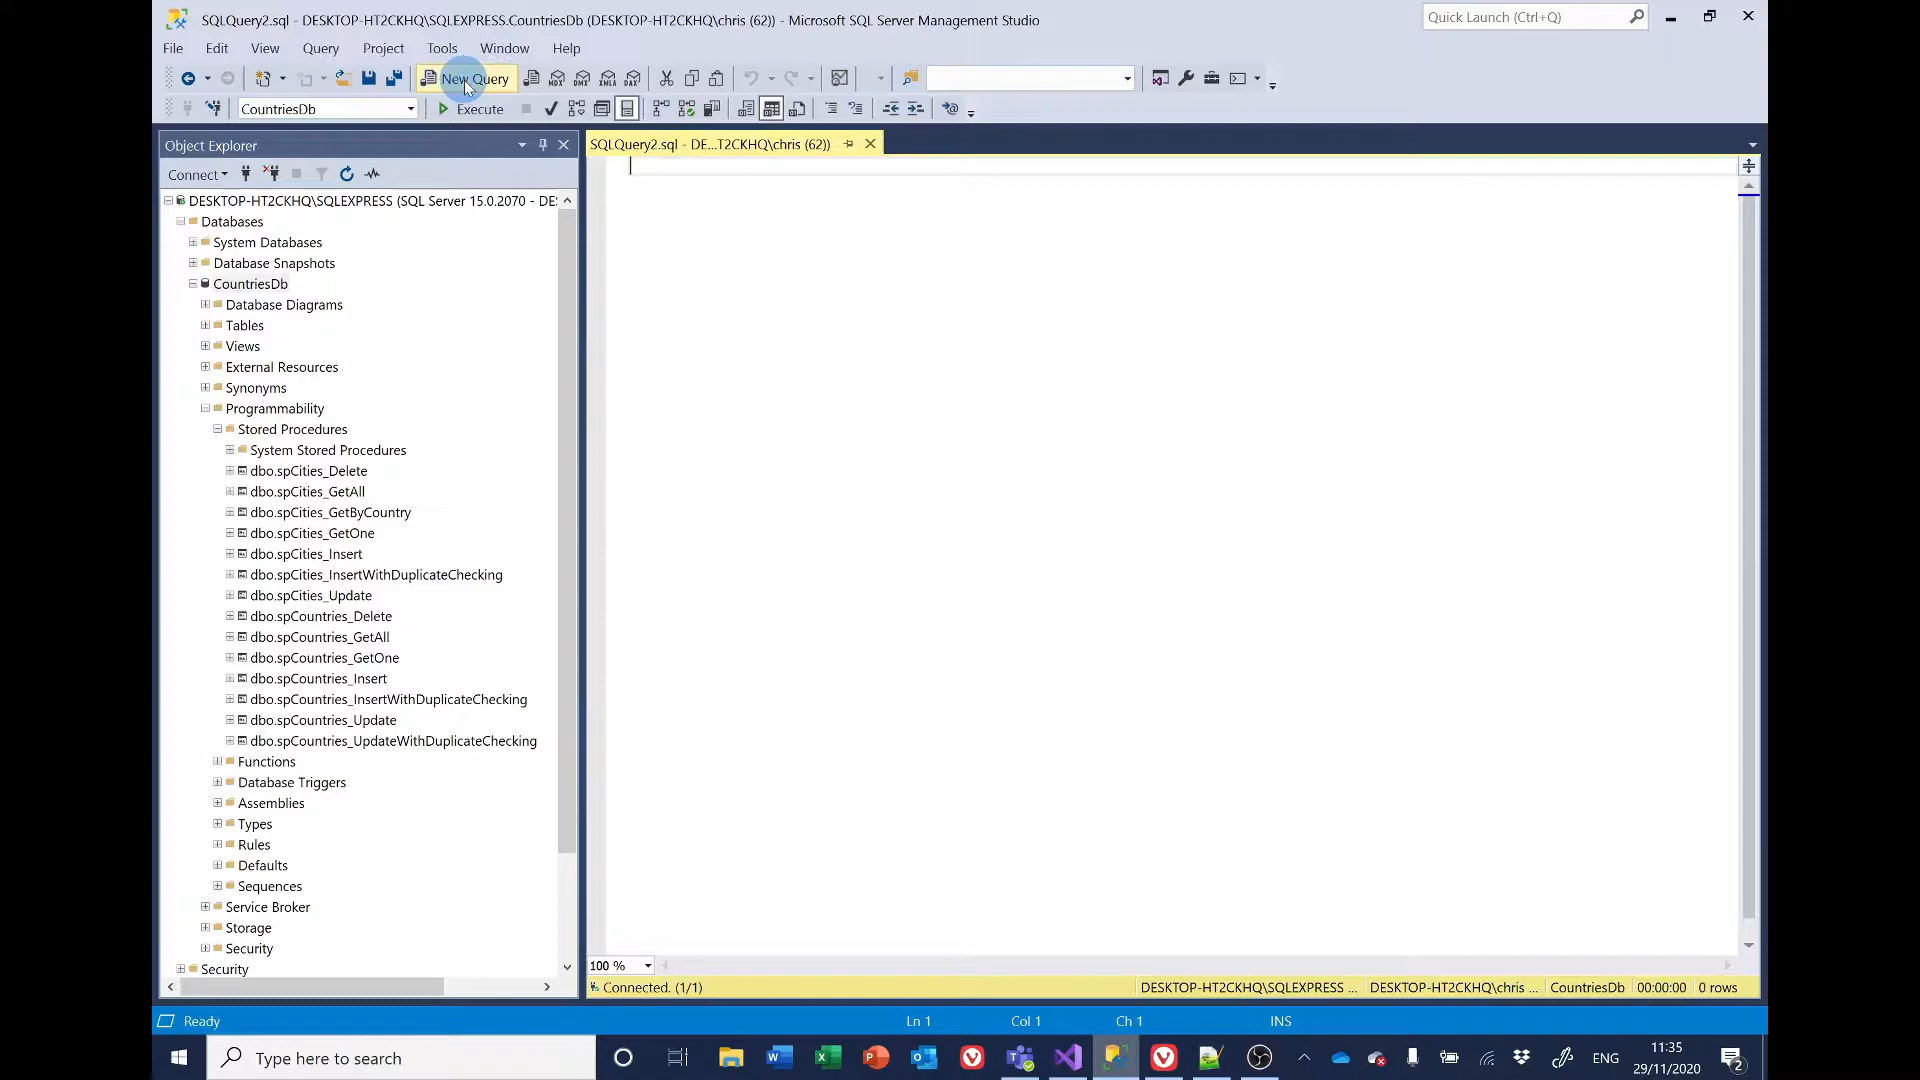 SQLQuery2.sql - DESKTOP-HT2CKHQ\SQLEXPRESS.CountriesDb (DESKTOP-HT2CKHQ\chris (62)) - Microsoft SQL Server Management Studio
Quick Launch (Ctrl+Q)
File Edit View Query Project Tools Window Help
New Query MDX DMX XMLA DAX
CountriesDb Execute
Object Explorer
SQLQuery2.sql - DE...T2CKHQ\chris (62))
Connect
DESKTOP-HT2CKHQ\SQLEXPRESS (SQL Server 15.0.2070 - DE:
Databases
System Databases
Database Snapshots
CountriesDb
Database Diagrams
Tables
Views
External Resources
Synonyms
Programmability
Stored Procedures
System Stored Procedures
dbo.spCities_Delete
dbo.spCities_GetAll
dbo.spCities_GetByCountry
dbo.spCities_GetOne
dbo.spCities_Insert
dbo.spCities_InsertWithDuplicateChecking
dbo.spCities_Update
dbo.spCountries_Delete
dbo.spCountries_GetAll
dbo.spCountries_GetOne
dbo.spCountries_Insert
dbo.spCountries_InsertWithDuplicateChecking
dbo.spCountries_Update
dbo.spCountries_UpdateWithDuplicateChecking
Functions
Database Triggers
Assemblies
Types
Rules
Defaults
Sequences
Service Broker
Storage
Security
Security
100 %
Connected. (1/1) DESKTOP-HT2CKHQ\SQLEXPRESS ... DESKTOP-HT2CKHQ\chris ... CountriesDb 00:00:00 0 rows
Ready Ln 1 Col 1 Ch 1 INS
Type here to search
ENG
11:35
29/11/2020
2